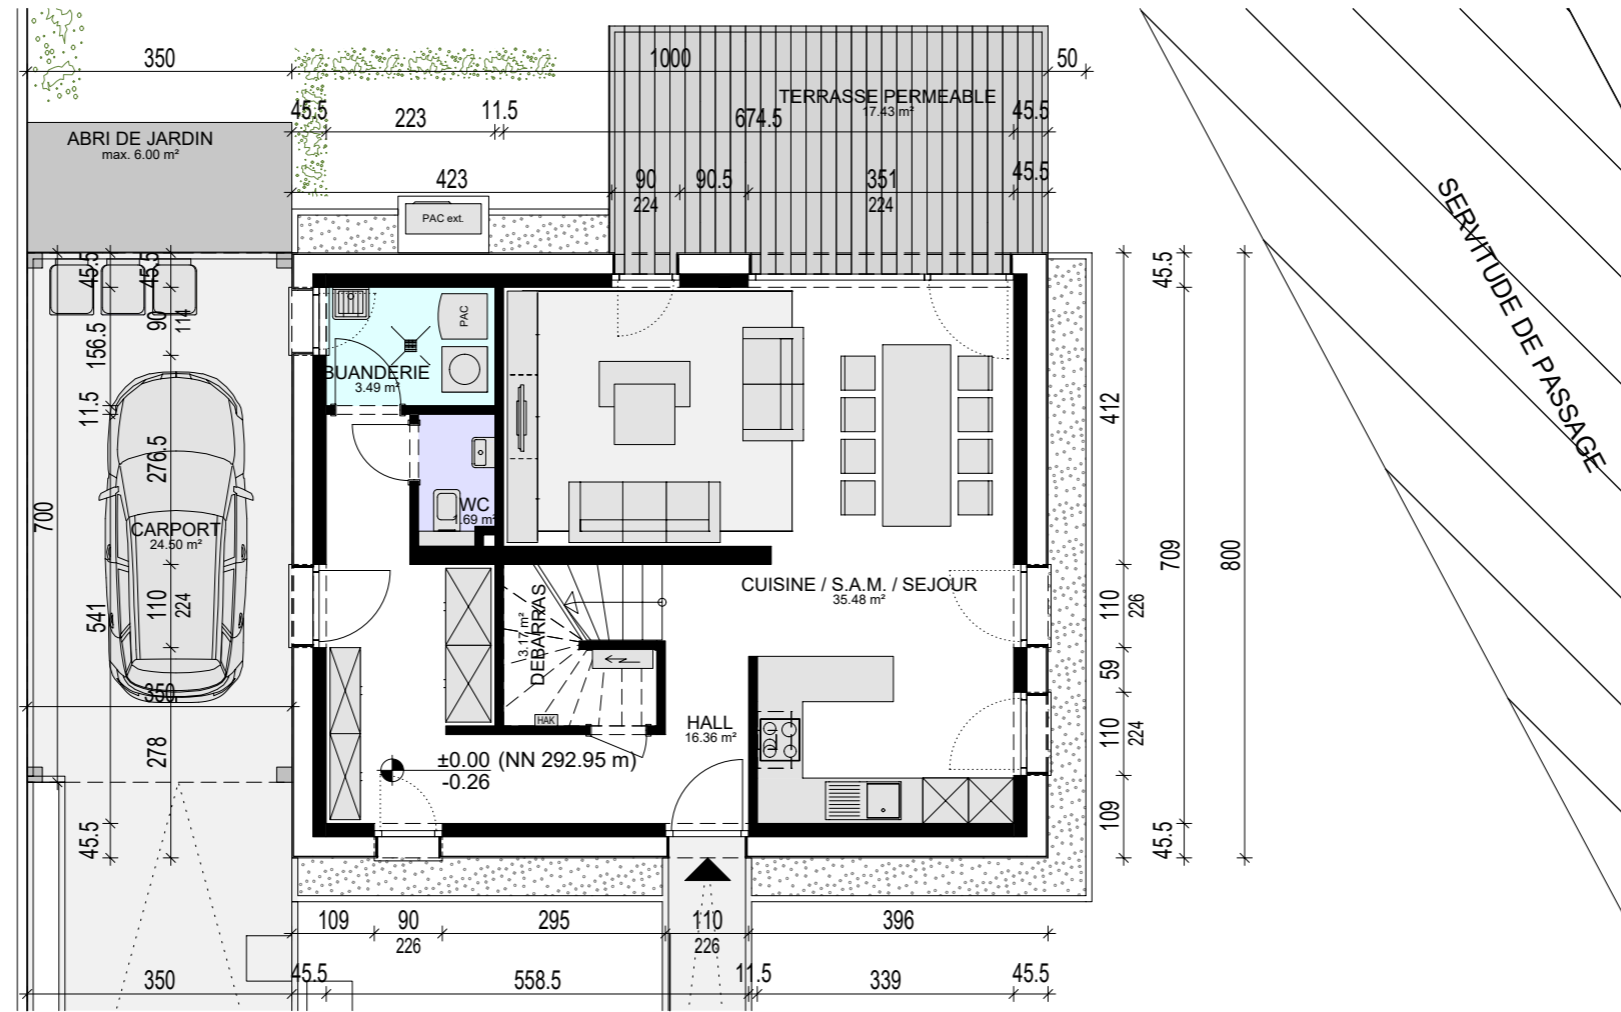 350
1000
50
45.5
223
11.5
674.5
45.5
TERRASSE PERMEABLE
17.43 m²
ABRI DE JARDIN
max. 6.00 m²
423
90
224
90.5
351
224
45.5
PAC ext.
SERVITUDE DE PASSAGE
45.5
45.5
45.5
156.5
90
114
PAC
BUANDERIE
3.49 m²
11.5
276.5
412
WC
1.69 m²
700
CARPORT
24.50 m²
709
800
541
110
224
DEBARRAS
3.17 m²
CUISINE / S.A.M. / SEJOUR
35.48 m²
110
226
59
350
HAK
HALL
16.36 m²
110
224
278
±0.00 (NN 292.95 m)
-0.26
45.5
109
45.5
109
90
226
295
110
226
396
350
45.5
558.5
11.5
339
45.5